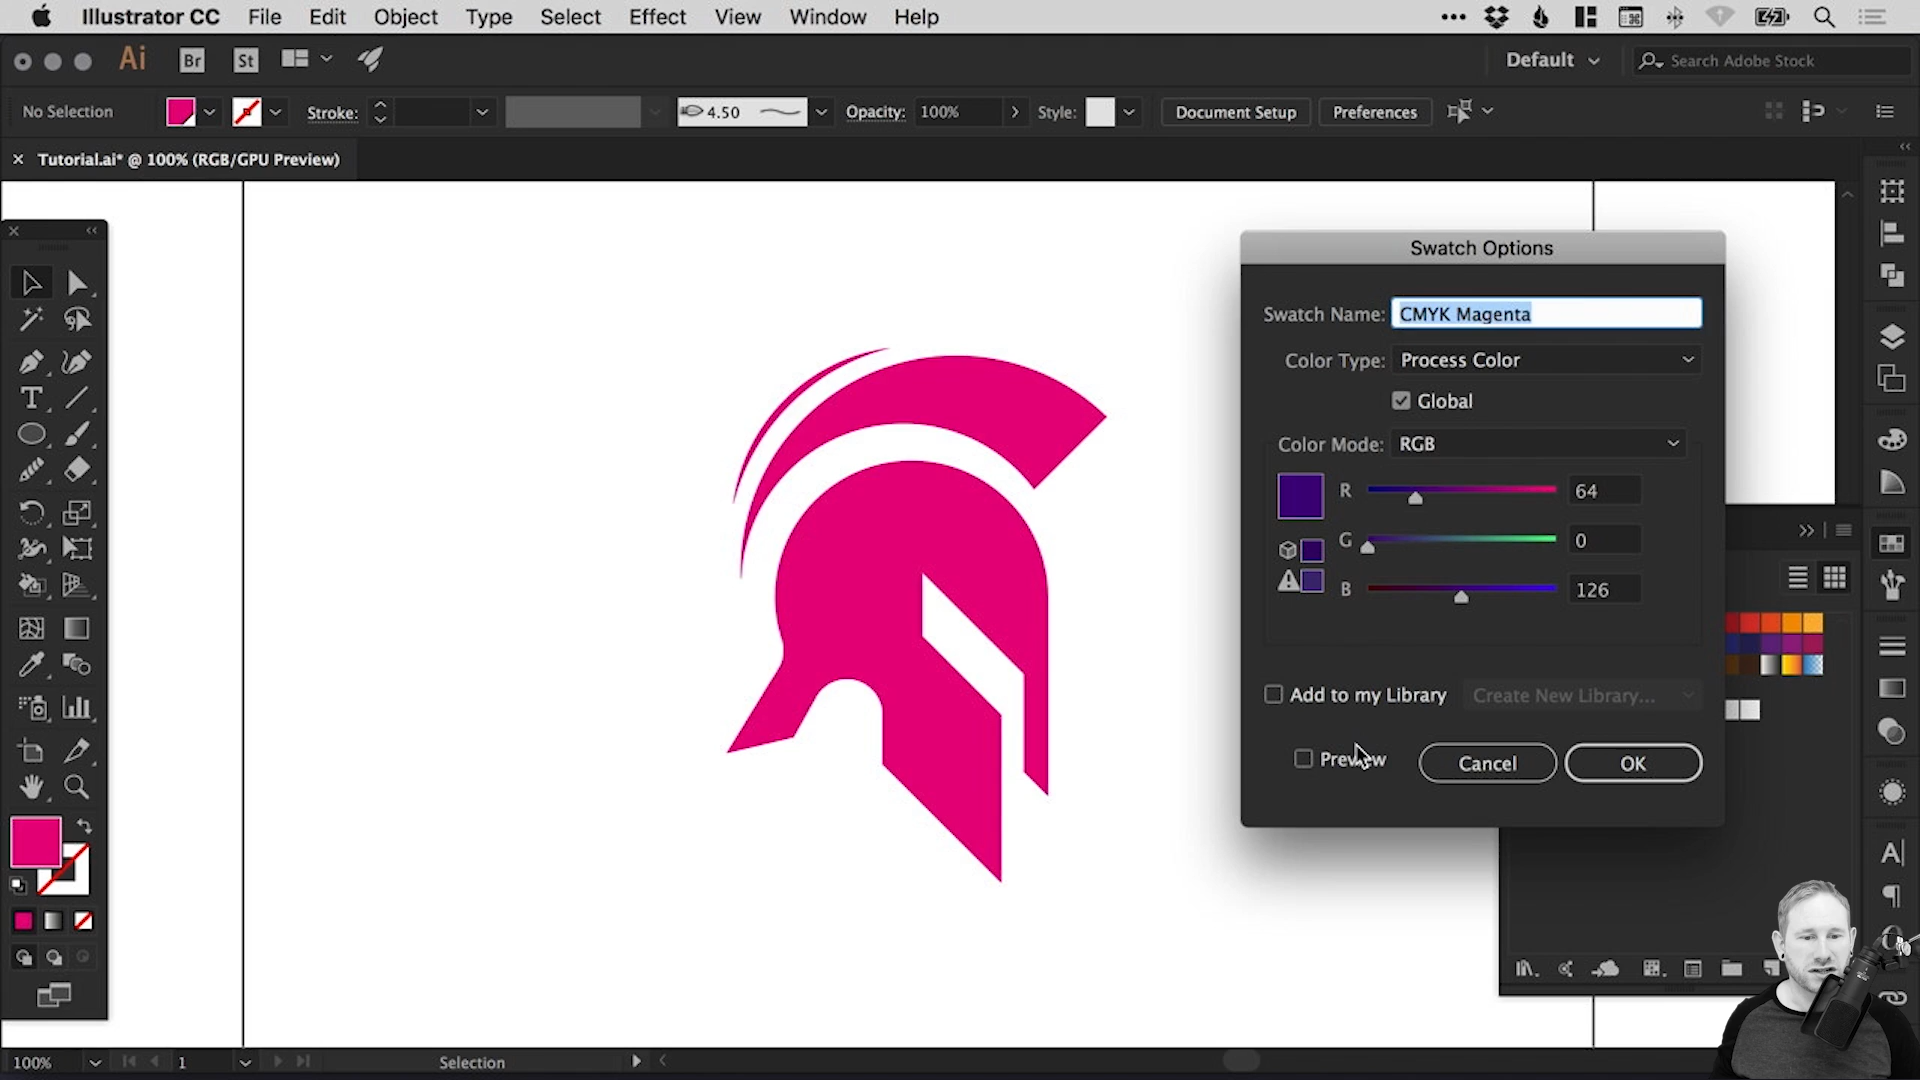 Illustrator CC File Edit Object Type Select Effect View Window Help
Ai Br St Default Search Adobe Stock
No Selection Stroke: 4.50 Opacity: 100% Style: Document Setup Preferences
× Tutorial.ai* @ 100% (RGB/GPU Preview)
Swatch Options
Swatch Name: CMYK Magenta
Color Type: Process Color
Global
Color Mode: RGB
R 64
G 0
B 126
Add to my Library Create New Library...
Preview Cancel OK
100% 1 Selection